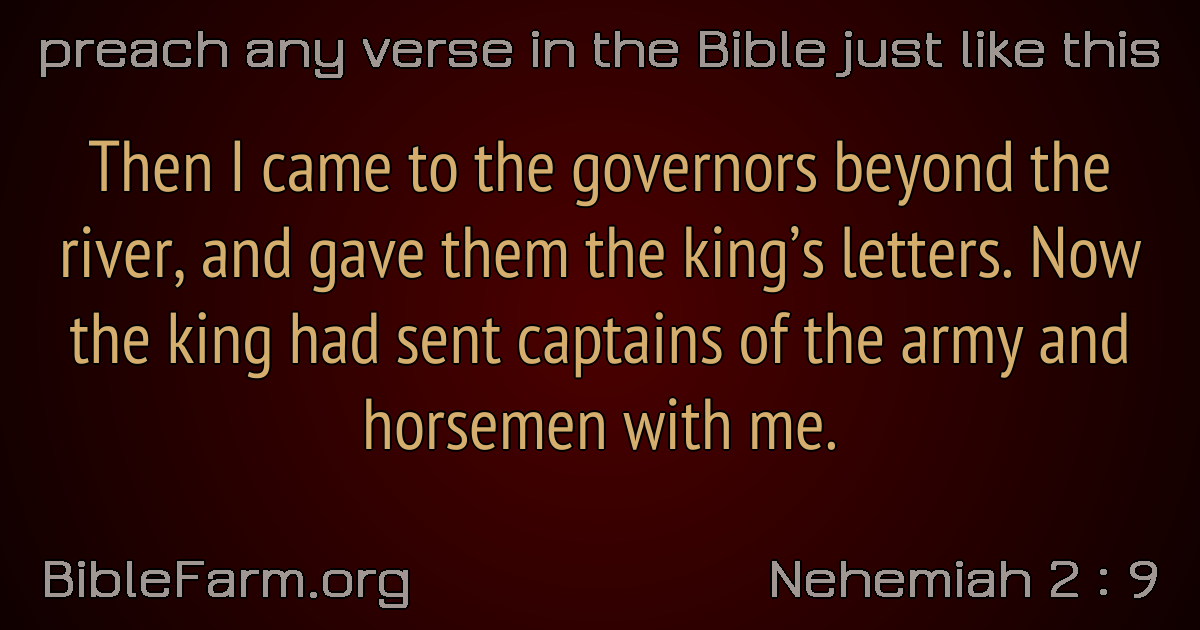 preach any verse in the Bible just like this
Then I came to the governors beyond the
river, and gave them the king’s letters. Now
the king had sent captains of the army and
horsemen with me.
BibleFarm.org
Nehemiah 2 : 9